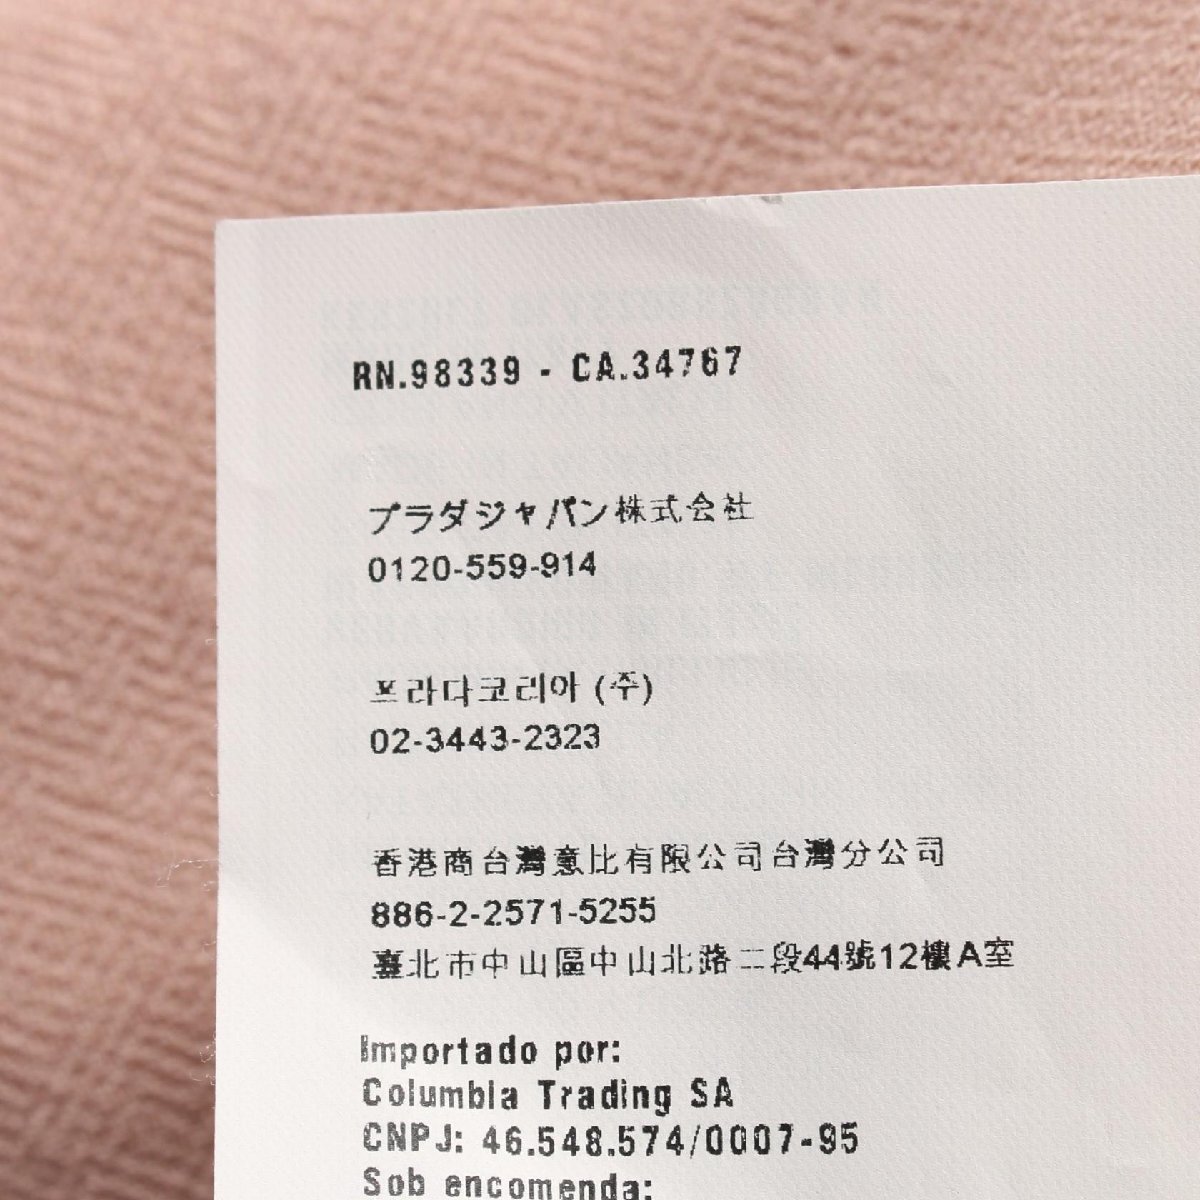 RN.98339 - CA.34767
プラダジャパン株式会社
0120-559-914
프라다코리아 (주)
02-3443-2323
香港商台灣意比有限公司台灣分公司
886-2-2571-5255
臺北市中山區中山北路二段44號12樓A室
Importado por:
Columbia Trading SA
CNPJ: 46.548.574/0007-95
Sob encomenda: